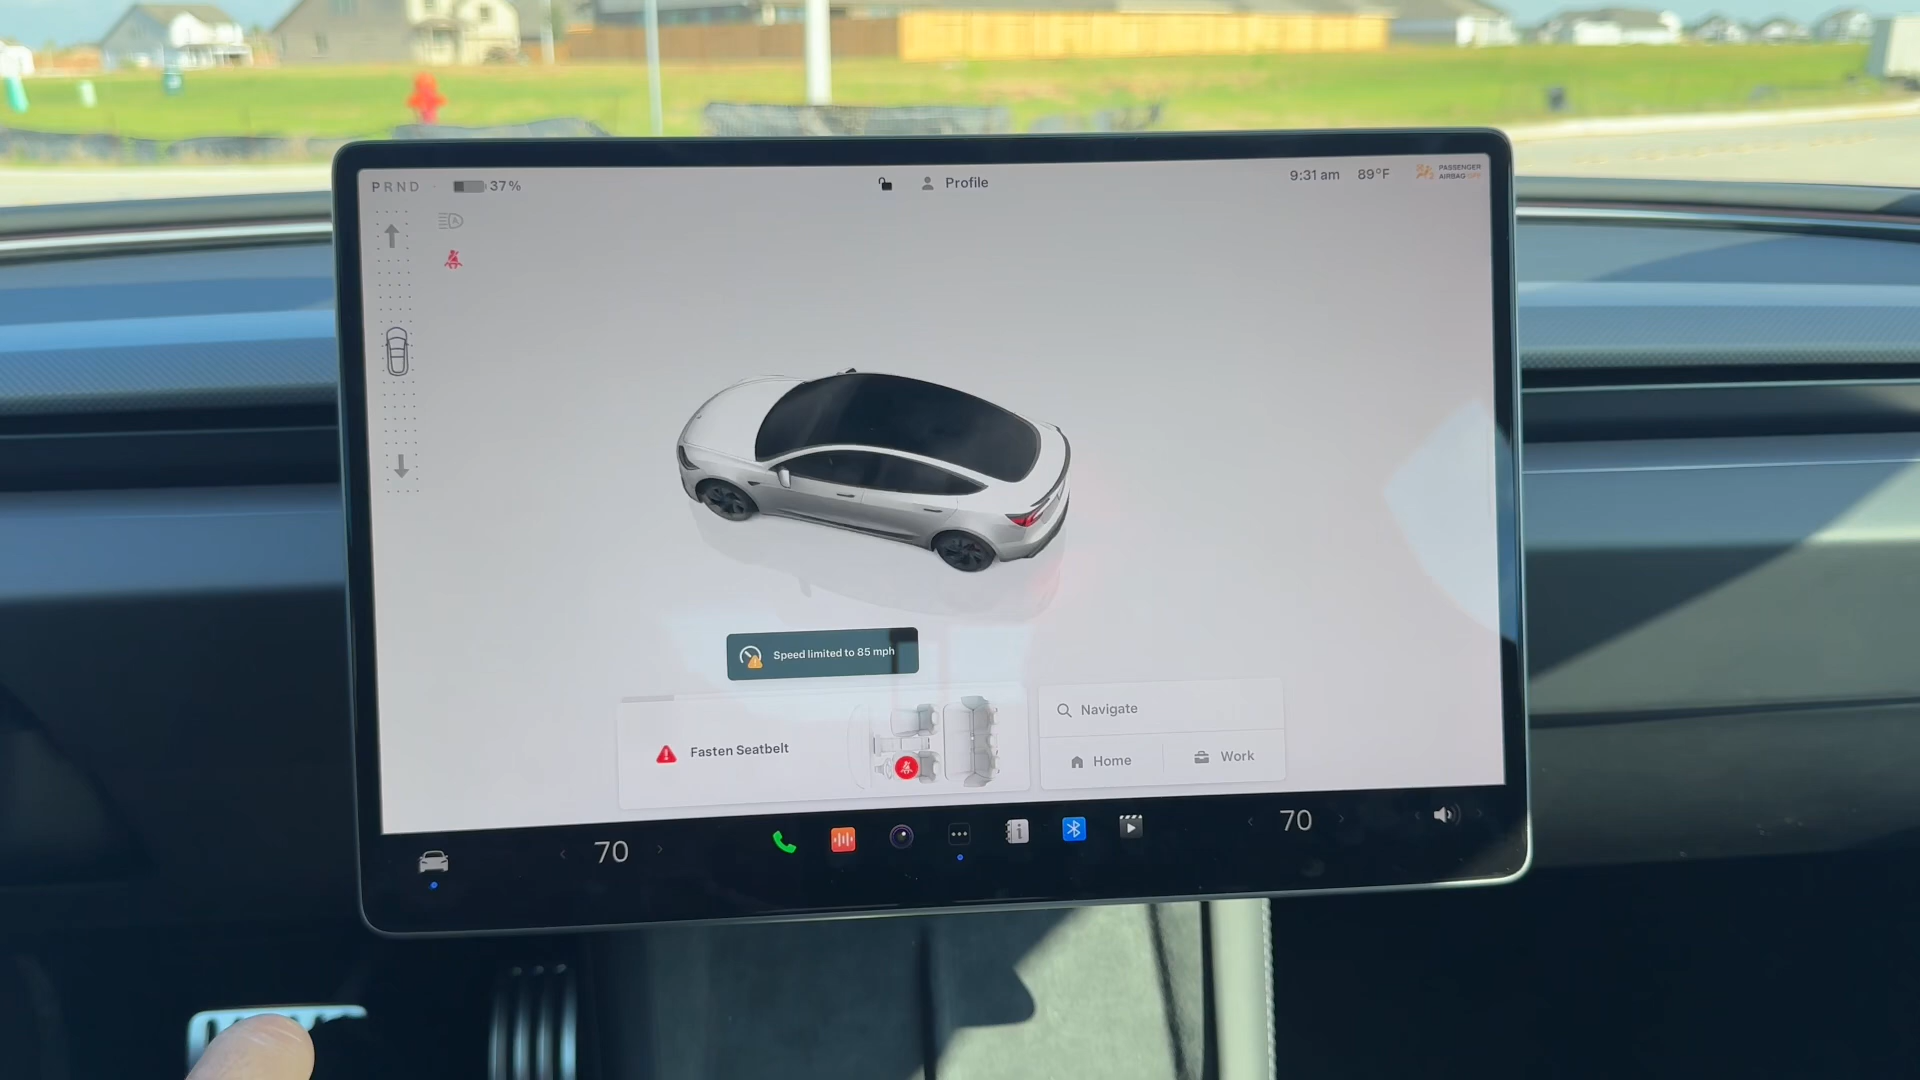 PRND
37%
Profile
9:31 am
89°F
PASSENGER
AIRBAG OFF
Speed limited to 85 mph
Fasten Seatbelt
Navigate
Home
Work
70
70